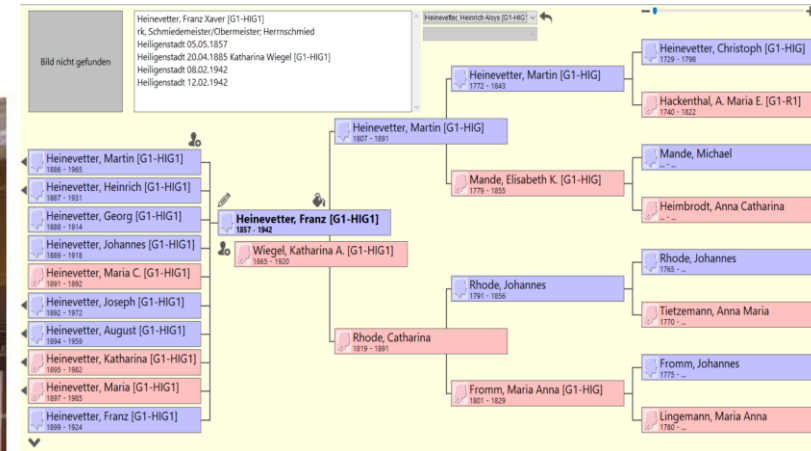 Bild nicht gefunden
Heinevetter, Franz Xaver [G1-HIG1]
rk, Schmiedemeister/Obermeister; Herrnschmied
Heiligenstadt 05.05.1857
Heiligenstadt 20.04.1885 Katharina Wiegel [G1-HIG1]
Heiligenstadt 08.02.1942
Heiligenstadt 12.02.1942
Heinevetter, Heinrich Aloys [G1-HIG
Heinevetter, Martin [G1-HIG1]
1886 - 1965
Heinevetter, Heinrich [G1-HIG1]
1887 - 1931
Heinevetter, Georg [G1-HIG1]
1888 - 1914
Heinevetter, Johannes [G1-HIG1]
1889 - 1918
Heinevetter, Maria C. [G1-HIG1]
1891 - 1892
Heinevetter, Joseph [G1-HIG1]
1892 - 1972
Heinevetter, August [G1-HIG1]
1894 - 1959
Heinevetter, Katharina [G1-HIG1]
1895 - 1982
Heinevetter, Maria [G1-HIG1]
1897 - 1985
Heinevetter, Franz [G1-HIG1]
1899 - 1924
Heinevetter, Franz [G1-HIG1]
1857 - 1942
Wiegel, Katharina A. [G1-HIG1]
1865 - 1920
Heinevetter, Martin [G1-HIG]
1807 - 1891
Rhode, Catharina
1819 - 1891
Heinevetter, Martin [G1-HIG]
1772 - 1843
Mande, Elisabeth K. [G1-HIG]
1779 - 1855
Rhode, Johannes
1791 - 1856
Fromm, Maria Anna [G1-HIG]
1801 - 1829
Heinevetter, Christoph [G1-HIG]
1729 - 1798
Hackenthal, A. Maria E. [G1-R1]
1740 - 1822
Mande, Michael
... - ...
Heimbrodt, Anna Catharina
... - ...
Rhode, Johannes
1765 - ...
Tietzemann, Anna Maria
1770 - ...
Fromm, Johannes
1775 - ...
Lingemann, Maria Anna
1780 - ...